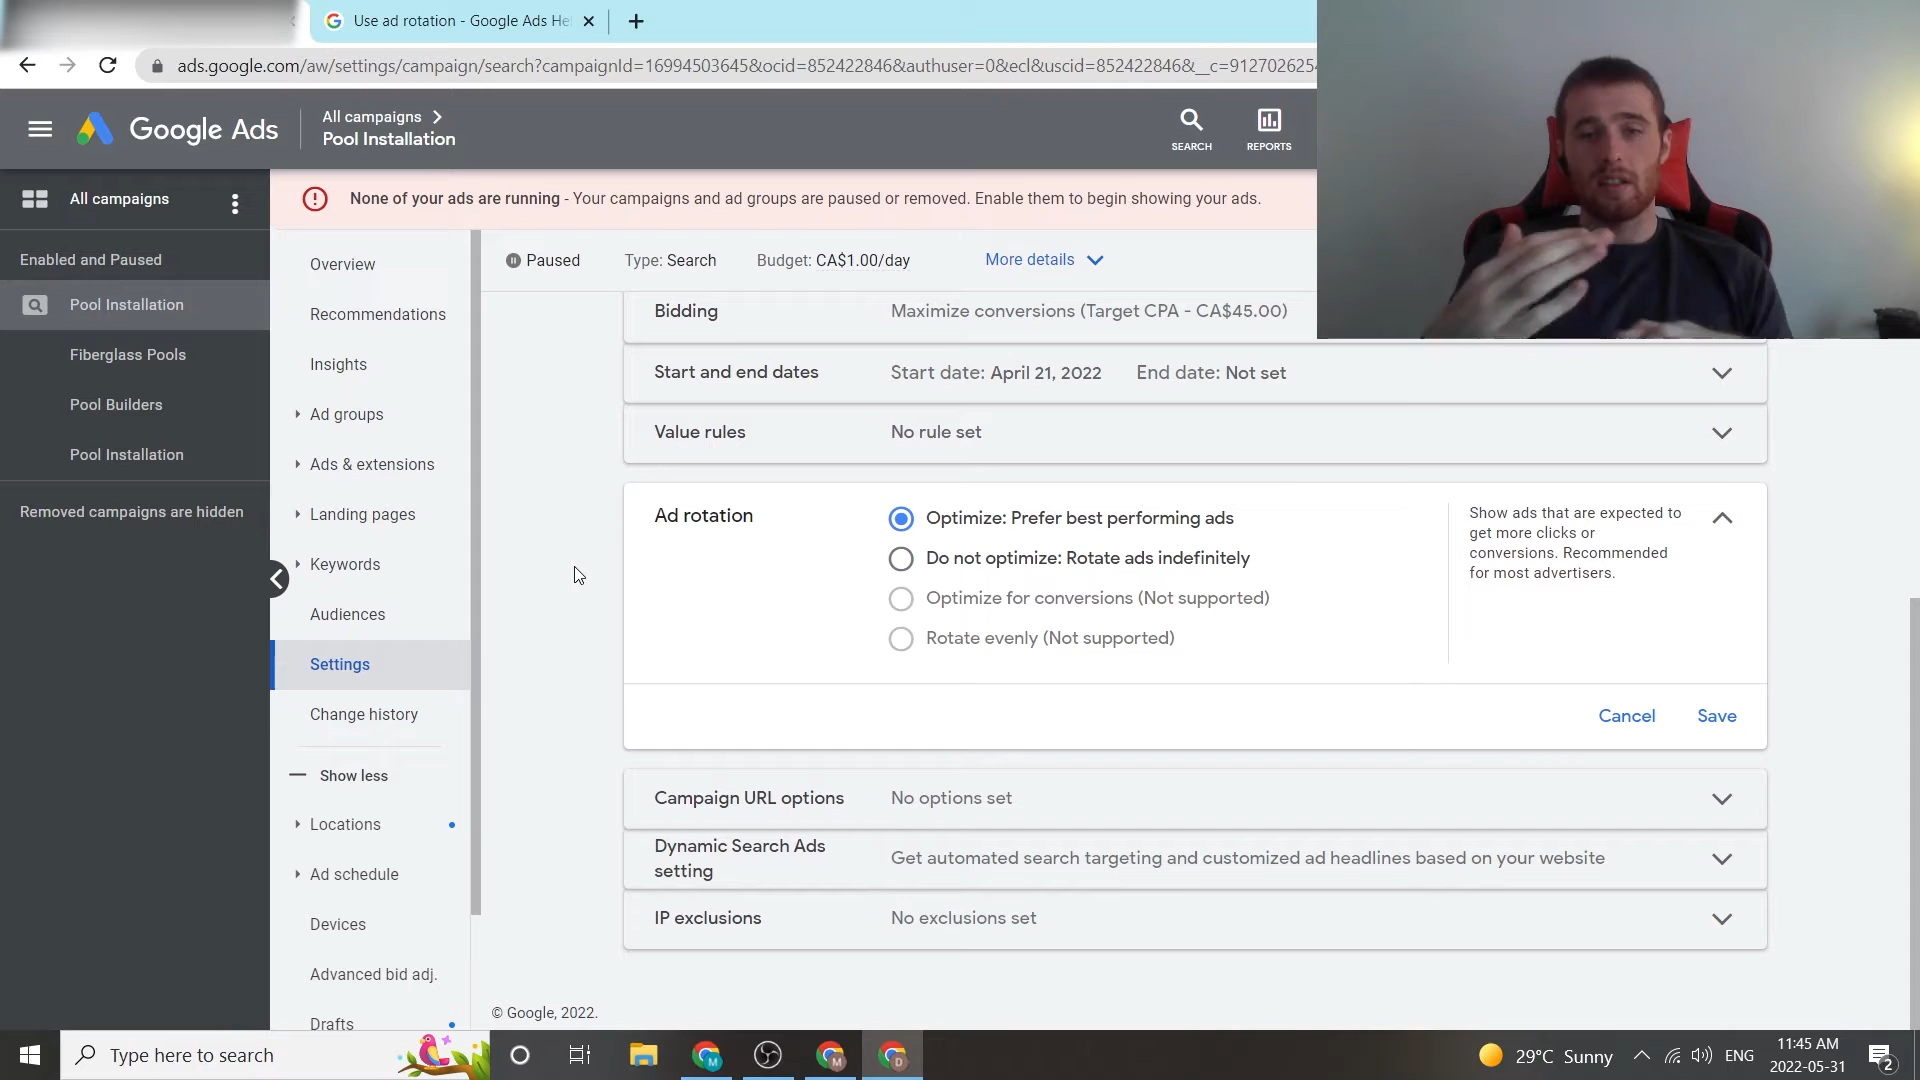 Use ad rotation - Google Ads He
ads.google.com/aw/settings/campaign/search?campaignId=16994503645&ocid=852422846&authuser=0&ecl&uscid=852422846&__c=912702625
Google Ads
All campaigns
Pool Installation
SEARCH
REPORTS
All campaigns
None of your ads are running - Your campaigns and ad groups are paused or removed. Enable them to begin showing your ads.
Enabled and Paused
Pool Installation
Fiberglass Pools
Pool Builders
Pool Installation
Removed campaigns are hidden
Overview
Recommendations
Insights
Ad groups
Ads & extensions
Landing pages
Keywords
Audiences
Settings
Change history
Show less
Locations
Ad schedule
Devices
Advanced bid adj.
Drafts
Paused
Type: Search
Budget: CA$1.00/day
More details
Bidding
Maximize conversions (Target CPA - CA$45.00)
Start and end dates
Start date: April 21, 2022
End date: Not set
Value rules
No rule set
Ad rotation
Optimize: Prefer best performing ads
Do not optimize: Rotate ads indefinitely
Optimize for conversions (Not supported)
Rotate evenly (Not supported)
Show ads that are expected to
get more clicks or
conversions. Recommended
for most advertisers.
Cancel
Save
Campaign URL options
No options set
Dynamic Search Ads
setting
Get automated search targeting and customized ad headlines based on your website
IP exclusions
No exclusions set
© Google, 2022.
Type here to search
M
M
D
29°C Sunny
ENG
11:45 AM
2022-05-31
2